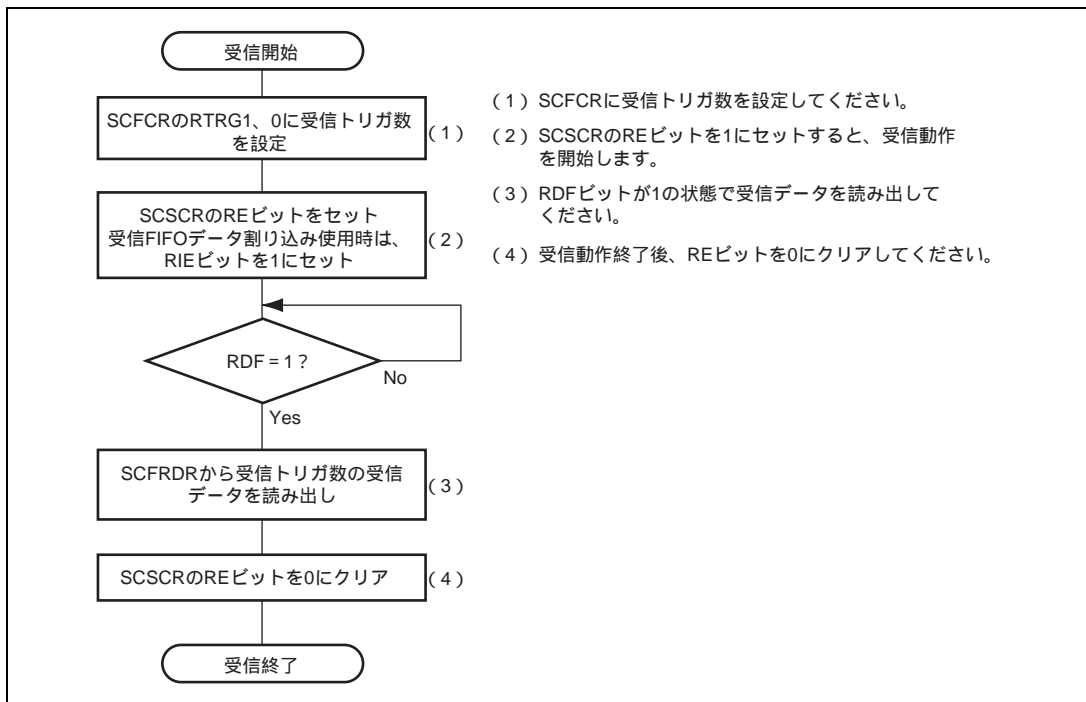 受信開始
SCFCRのRTRG1、0に受信トリガ数
を設定
(1)
SCSCRのREビットをセット
受信FIFOデータ割り込み使用時は、
RIEビットを1にセット
(2)
RDF = 1?
No
Yes
SCFRDRから受信トリガ数の受信
データを読み出し
(3)
SCSCRのREビットを0にクリア
(4)
受信終了
(1)SCFCRに受信トリガ数を設定してください。
(2)SCSCRのREビットを1にセットすると、受信動作
を開始します。
(3)RDFビットが1の状態で受信データを読み出して
ください。
(4)受信動作終了後、REビットを0にクリアしてください。